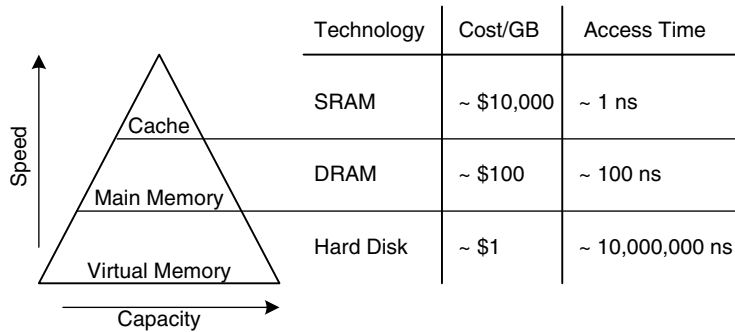 Technology Cost/GB Access Time
SRAM ~ $10,000 ~ 1 ns
Cache
DRAM ~ $100 ~ 100 ns
Main Memory
Hard Disk ~ $1 ~ 10,000,000 ns
Virtual Memory
Speed
Capacity